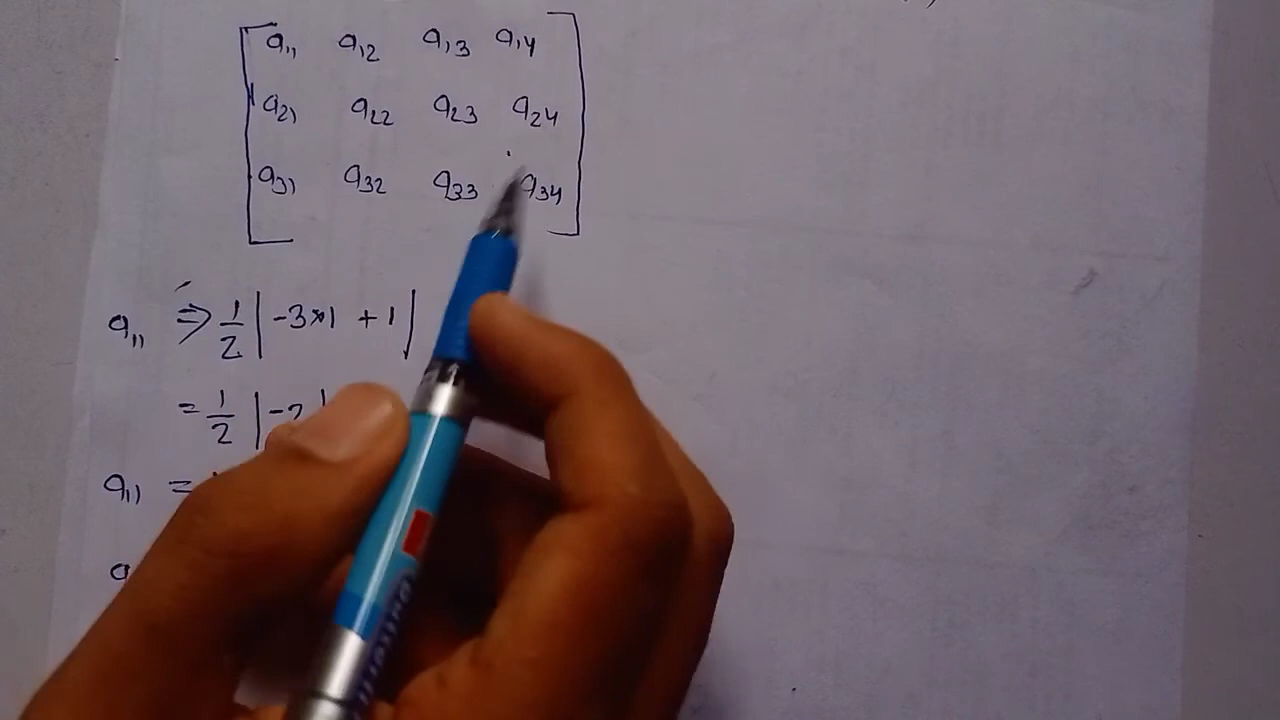 a₁₁ a₁₂ a₁₃ a₁₄
a₂₁ a₂₂ a₂₃ a₂₄
a₃₁ a₃₂ a₃₃ a₃₄
a₁₁ ⇒ 1/2 |-3×1 + 1|
= 1/2 |-2|
a₁₁ =
a